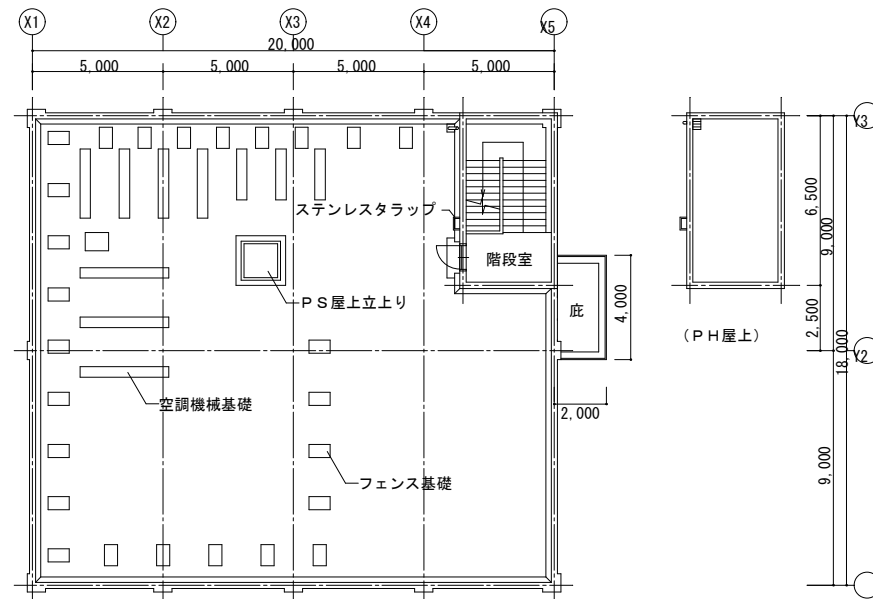 X1 X2 X3 X4 X5
20,000
5,000 5,000 5,000 5,000
Y3
ステンレスタラップ
6,500
9,000
階段室
PS屋上立上り
庇
4,000
(PH屋上)
2,500
18,000
Y2
空調機械基礎
2,000
フェンス基礎
9,000